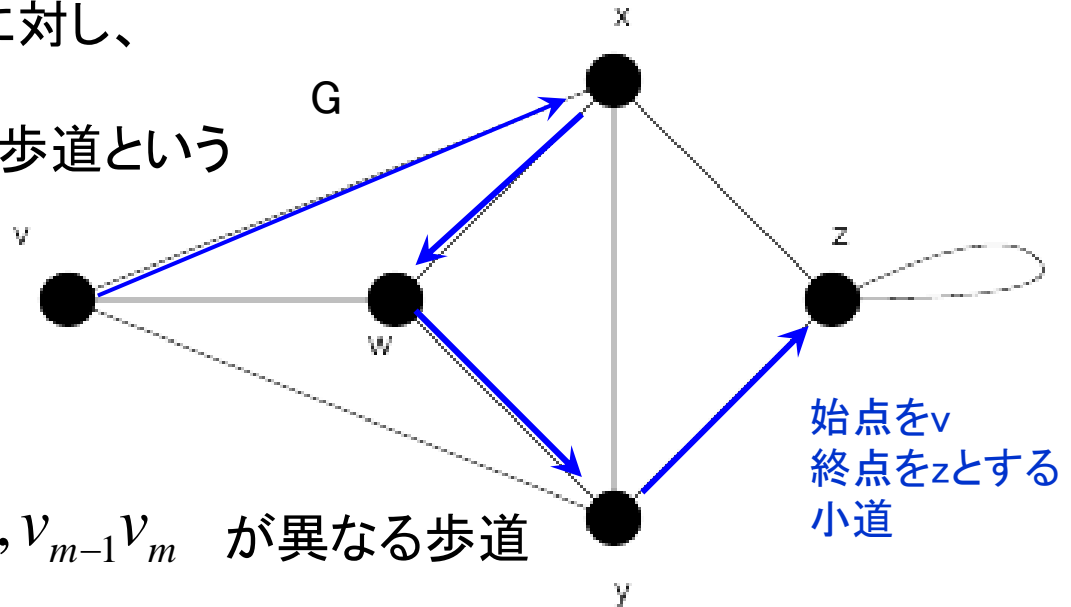 に対し、
x
G
歩道という
v
z
w
始点をv
終点をzとする
小道
, v_{m-1}v_m が異なる歩道
y